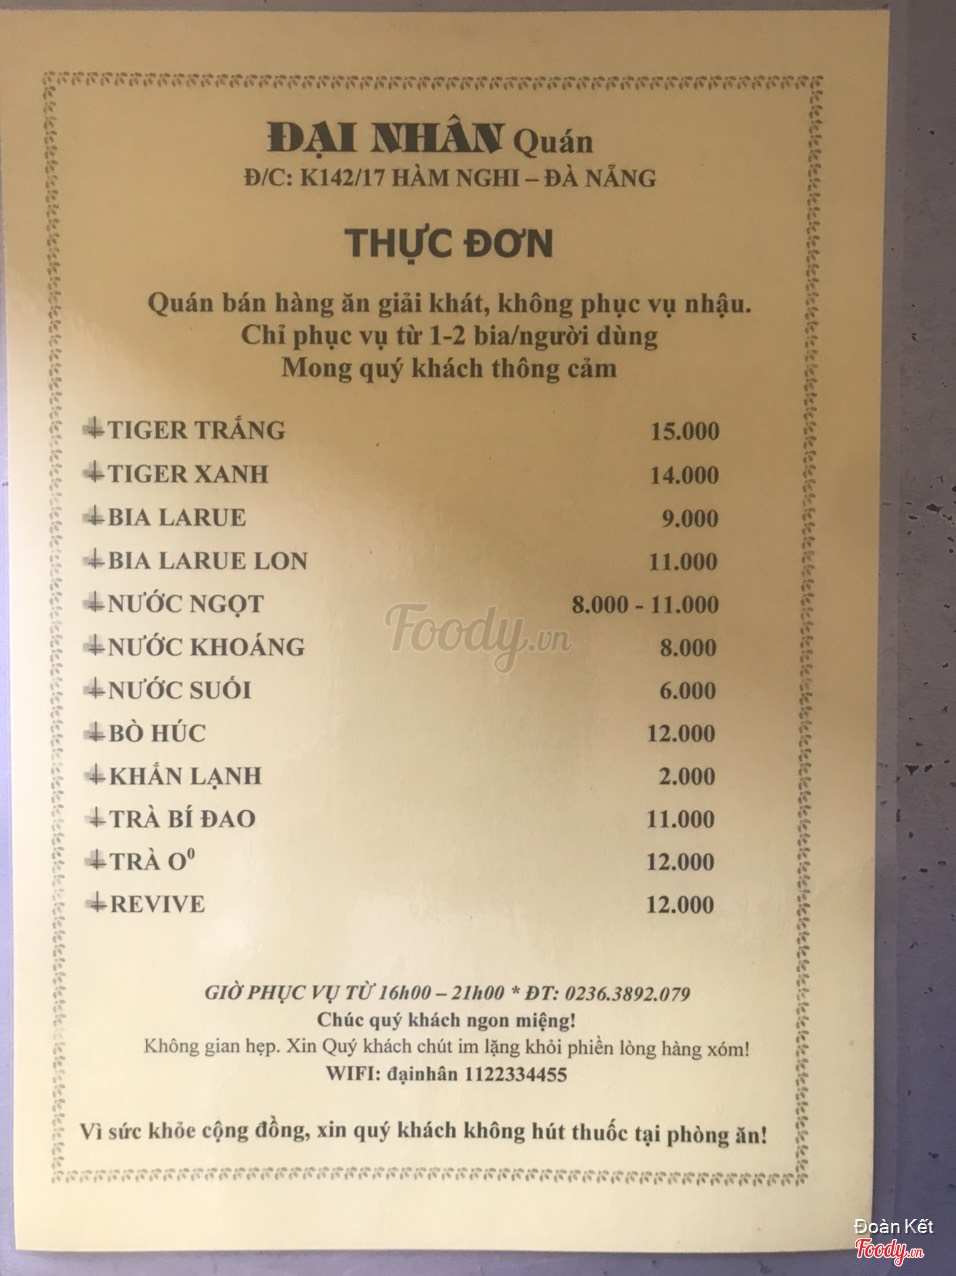 ĐẠI NHÂN Quán
Đ/C: K142/17 HÀM NGHI – ĐÀ NẴNG
THỰC ĐƠN
Quán bán hàng ăn giải khát, không phục vụ nhậu.
Chỉ phục vụ từ 1-2 bia/người dùng
Mong quý khách thông cảm
TIGER TRẮNG 15.000
TIGER XANH 14.000
BIA LARUE 9.000
BIA LARUE LON 11.000
NƯỚC NGỌT 8.000 - 11.000
Foody.vn
NƯỚC KHOÁNG 8.000
NƯỚC SUỐI 6.000
BÒ HÚC 12.000
KHẮN LẠNH 2.000
TRÀ BÍ ĐAO 11.000
TRÀ O⁰ 12.000
REVIVE 12.000
GIỜ PHỤC VỤ TỪ 16h00 – 21h00 * ĐT: 0236.3892.079
Chúc quý khách ngon miệng!
Không gian hẹp. Xin Quý khách chút im lặng khỏi phiền lòng hàng xóm!
WIFI: đạinhân 1122334455
Vì sức khỏe cộng đồng, xin quý khách không hút thuốc tại phòng ăn!
Đoàn Kết
Foody.vn